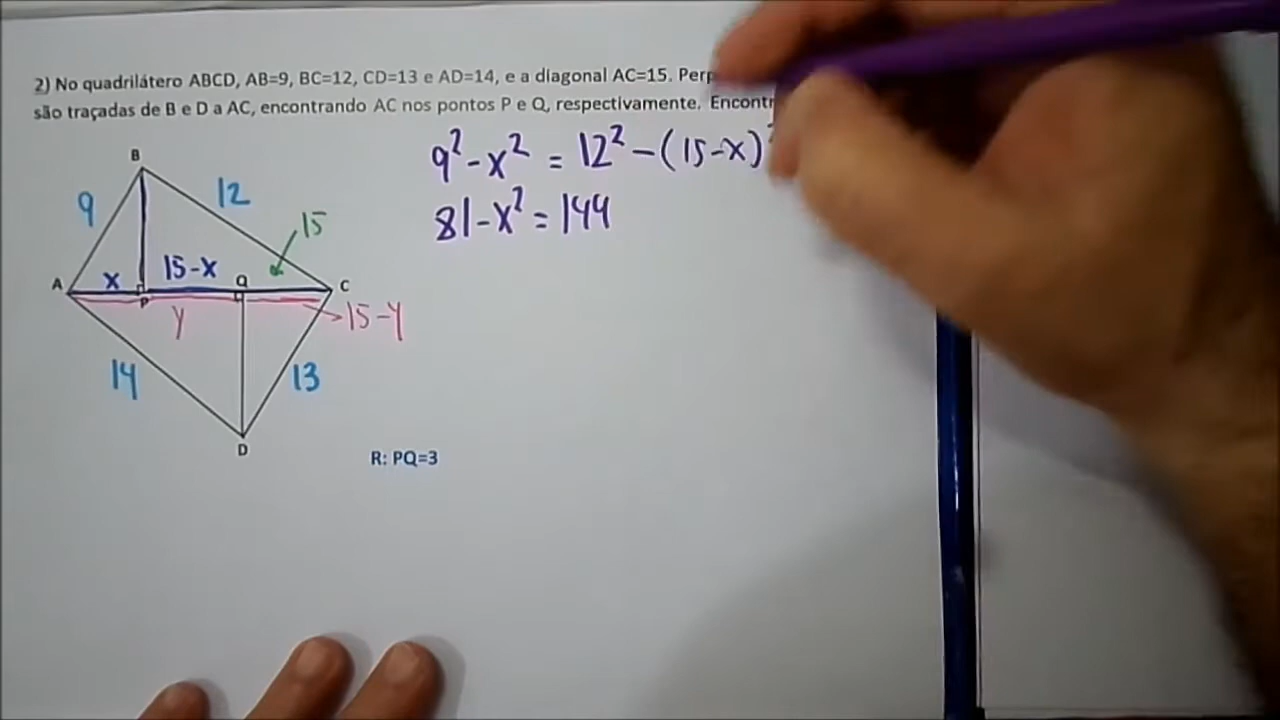 2) No quadrilátero ABCD, AB=9, BC=12, CD=13 e AD=14, e a diagonal AC=15.
são traçadas de B e D a AC, encontrando AC nos pontos P e Q, respectivamente.
9² - x² = 12² - (15-x)
81 - x² = 144
B
9
12
15
A
x
15-x
Q
C
P
y
15-y
14
13
D
R: PQ=3